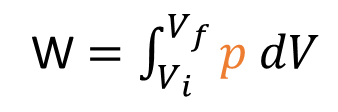 W = ∫_{V_i}^{V_f} p dV